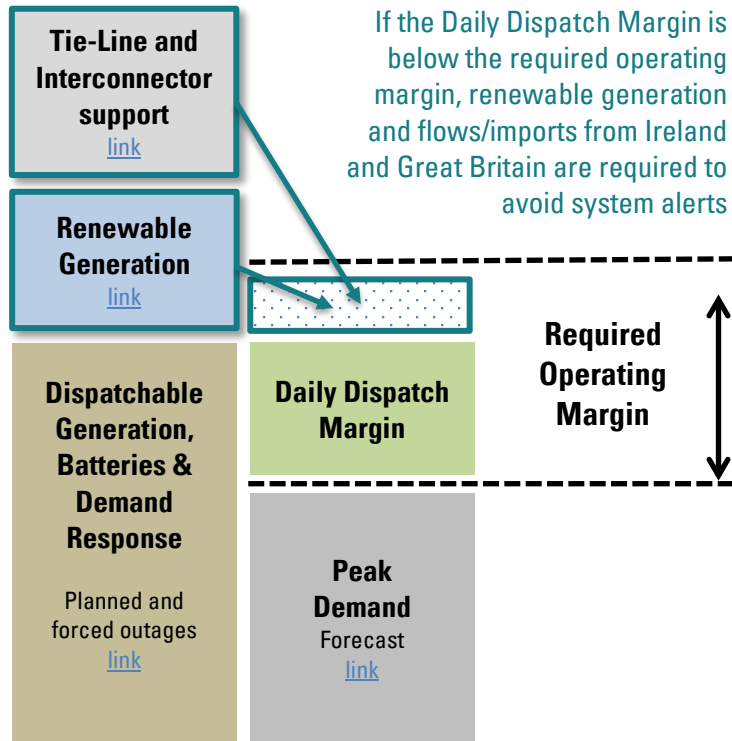 Tie-Line and
Interconnector
support
link
If the Daily Dispatch Margin is
below the required operating
margin, renewable generation
and flows/imports from Ireland
and Great Britain are required to
avoid system alerts
Renewable
Generation
link
Dispatchable
Generation,
Batteries &
Demand
Response
Planned and
forced outages
link
Daily Dispatch
Margin
Required
Operating
Margin
Peak
Demand
Forecast
link